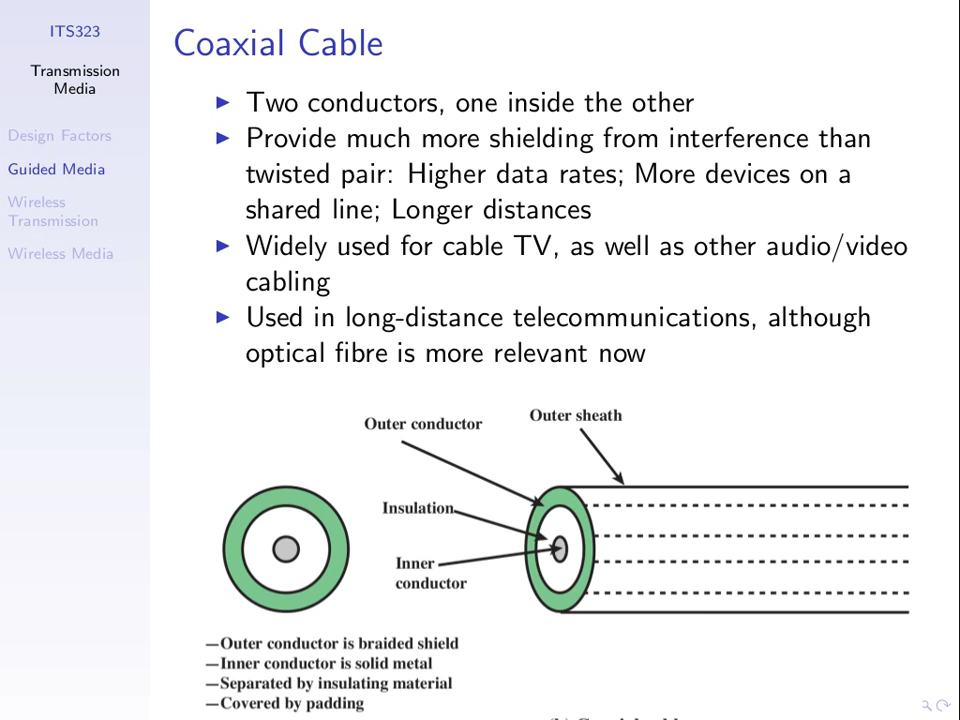 ITS323
Transmission
Media
Design Factors
Guided Media
Wireless
Transmission
Wireless Media
Coaxial Cable
Two conductors, one inside the other
Provide much more shielding from interference than
twisted pair: Higher data rates; More devices on a
shared line; Longer distances
Widely used for cable TV, as well as other audio/video
cabling
Used in long-distance telecommunications, although
optical fibre is more relevant now
Outer conductor
Outer sheath
Insulation
Inner
conductor
—Outer conductor is braided shield
—Inner conductor is solid metal
—Separated by insulating material
—Covered by padding